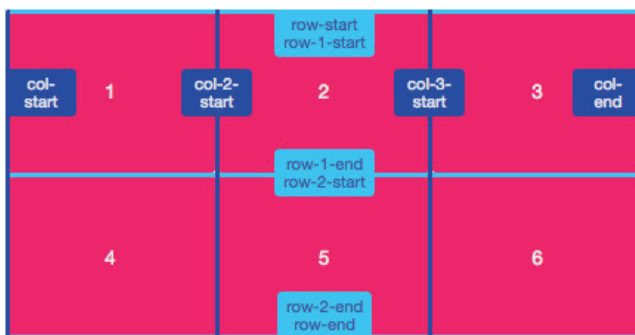 row-start
row-1-start
col-
start
1
col-2-
start
2
col-3-
start
3
col-
end
row-1-end
row-2-start
4
5
6
row-2-end
row-end